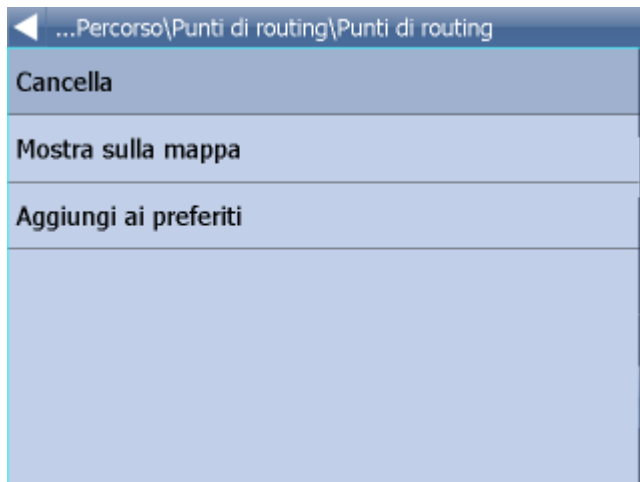 ...Percorso\Punti di routing\Punti di routing
Cancella
Mostra sulla mappa
Aggiungi ai preferiti